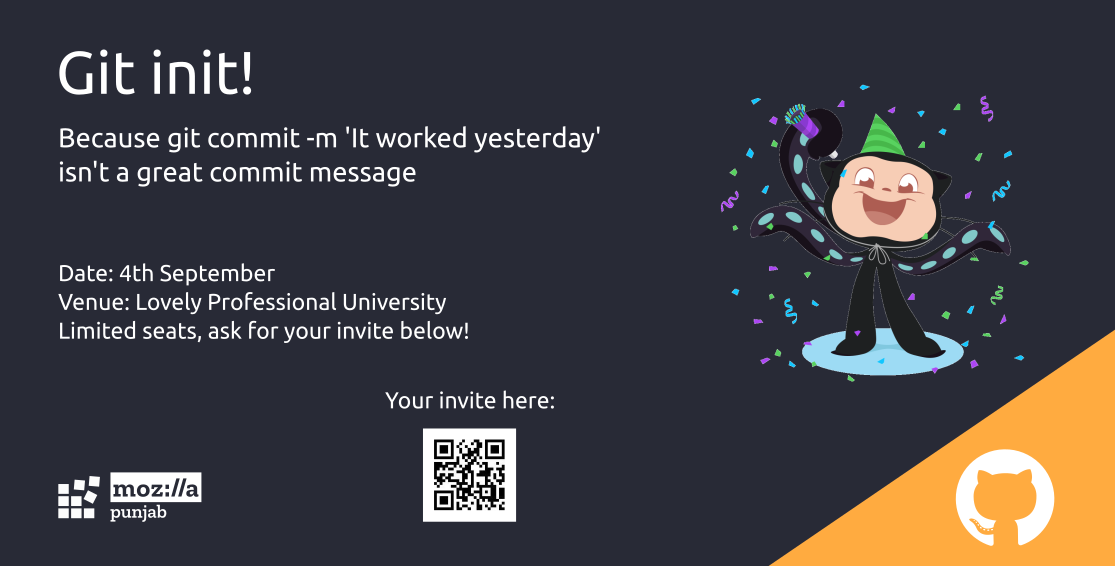 Git init!
Because git commit -m 'It worked yesterday'
isn't a great commit message
Date: 4th September
Venue: Lovely Professional University
Limited seats, ask for your invite below!
Your invite here:
moz://a
punjab